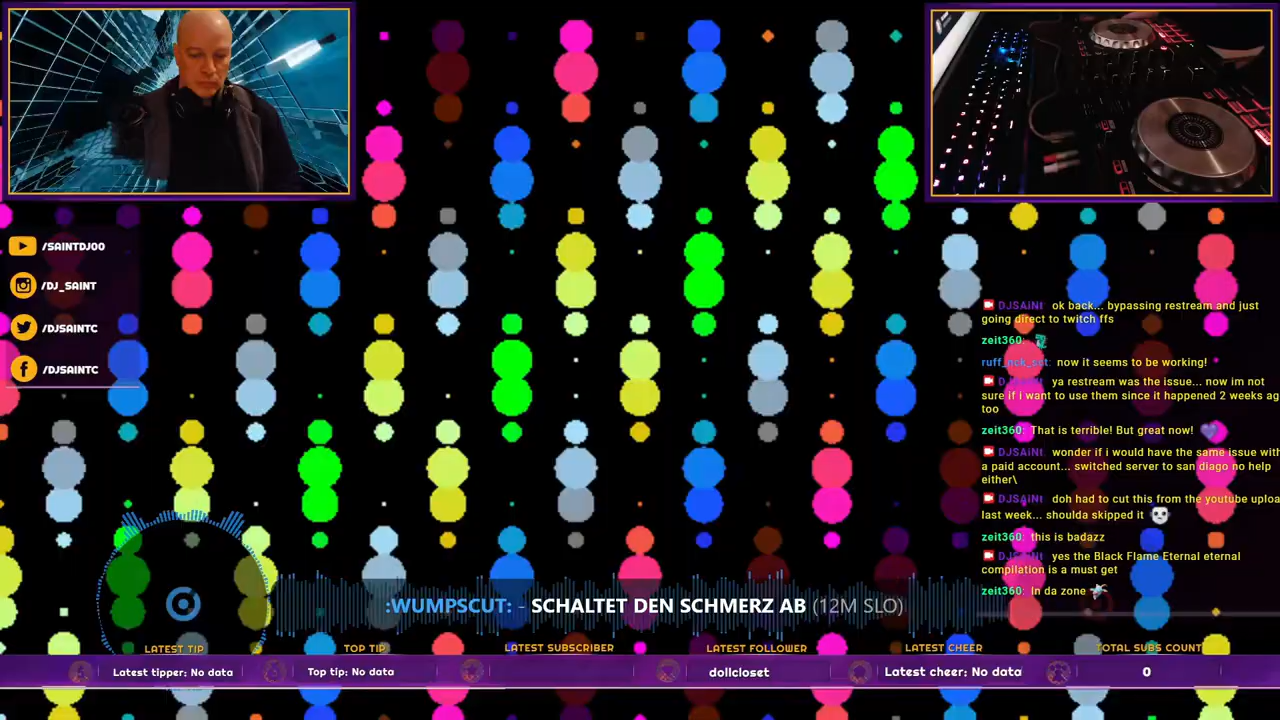 /SAINTDJ00
/DJ_SAINT
/DJSAINTC
/DJSAINTC
DJSAiNt ok back... bypassing restream and just
going direct to twitch ffs
zeit360:
now it seems to be working!
ya restream was the issue... now im not
sure if i want to use them since it happened 2 weeks ag
too
zeit360: That is terrible! But great now!
DJSAiNt wonder if i would have the same issue with
a paid account... switched server to san diago no help
either\
DJSAiNt doh had to cut this from the youtube uploa
last week... shoulda skipped it
zeit360: this is badazz
DJSAiNt yes the Black Flame Eternal eternal
compilation is a must get
zeit360: In da zone
:WUMPSCUT: - SCHALTET DEN SCHMERZ AB (12M SLO)
LATEST TIP TOP TIP LATEST SUBSCRIBER LATEST FOLLOWER LATEST CHEER TOTAL SUBS COUNT
Latest tipper: No data Top tip: No data dollcloset Latest cheer: No data 0